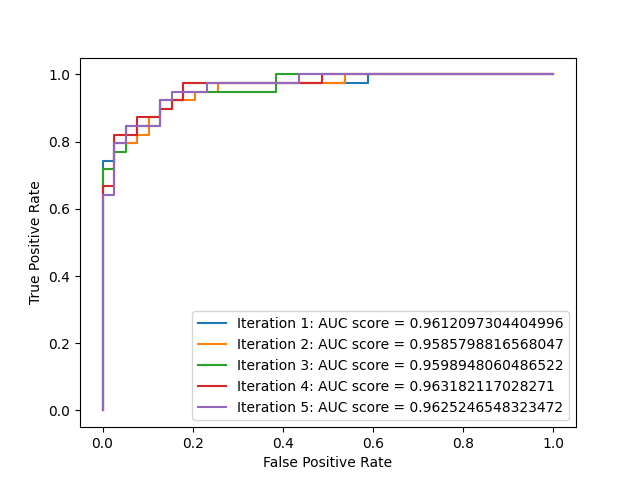 1.0
0.8
0.6
0.4
0.2
0.0
True Positive Rate
Iteration 1: AUC score = 0.9612097304404996
Iteration 2: AUC score = 0.9585798816568047
Iteration 3: AUC score = 0.9598948060486522
Iteration 4: AUC score = 0.963182117028271
Iteration 5: AUC score = 0.9625246548323472
0.0 0.2 0.4 0.6 0.8 1.0
False Positive Rate